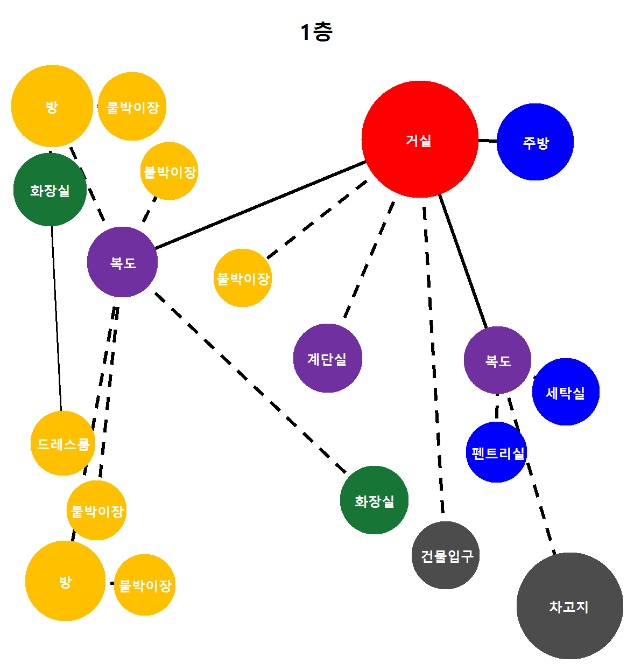 1층
방
붙박이장
거실
주방
화장실
붙박이장
복도
붙박이장
계단실
복도
세탁실
드레스룸
펜트리실
화장실
붙박이장
건물입구
방
붙박이장
차고지